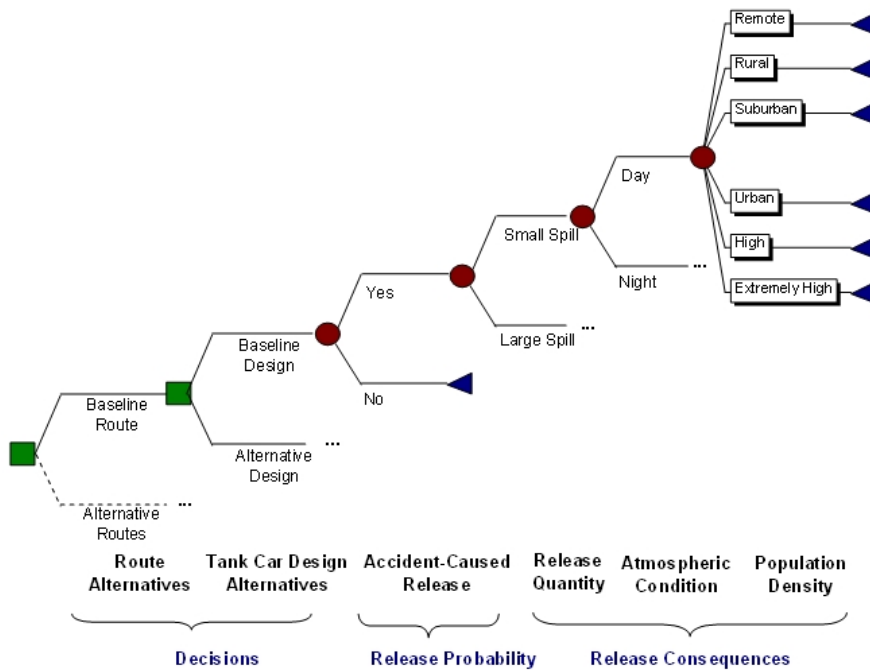 Remote
Rural
Suburban
Day
Urban
Small Spill
High
Night
...
Extremely High
Yes
Large Spill
...
Baseline
Design
No
Baseline
Route
Alternative
Design
...
Alternative
Routes
...
Route
Alternatives
Tank Car Design
Alternatives
Accident-Caused
Release
Release
Quantity
Atmospheric
Condition
Population
Density
Decisions
Release Probability
Release Consequences